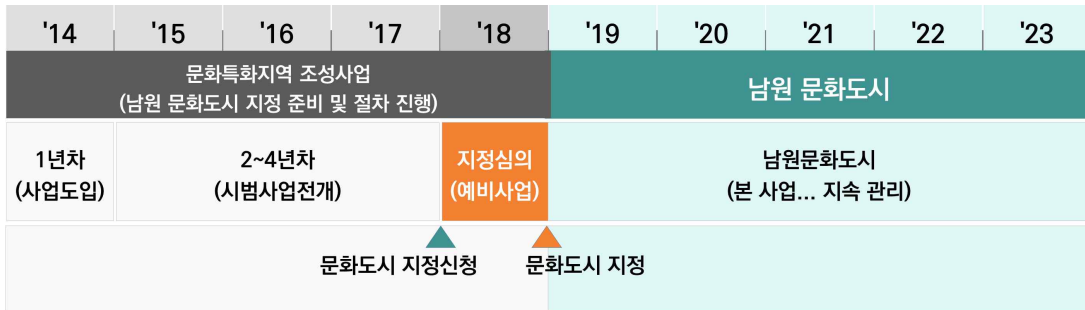 '14 '15 '16 '17 '18 '19 '20 '21 '22 '23
문화특화지역 조성사업
(남원 문화도시 지정 준비 및 절차 진행)
남원 문화도시
1년차
(사업도입)
2~4년차
(시범사업전개)
지정심의
(예비사업)
남원문화도시
(본 사업... 지속 관리)
문화도시 지정신청
문화도시 지정